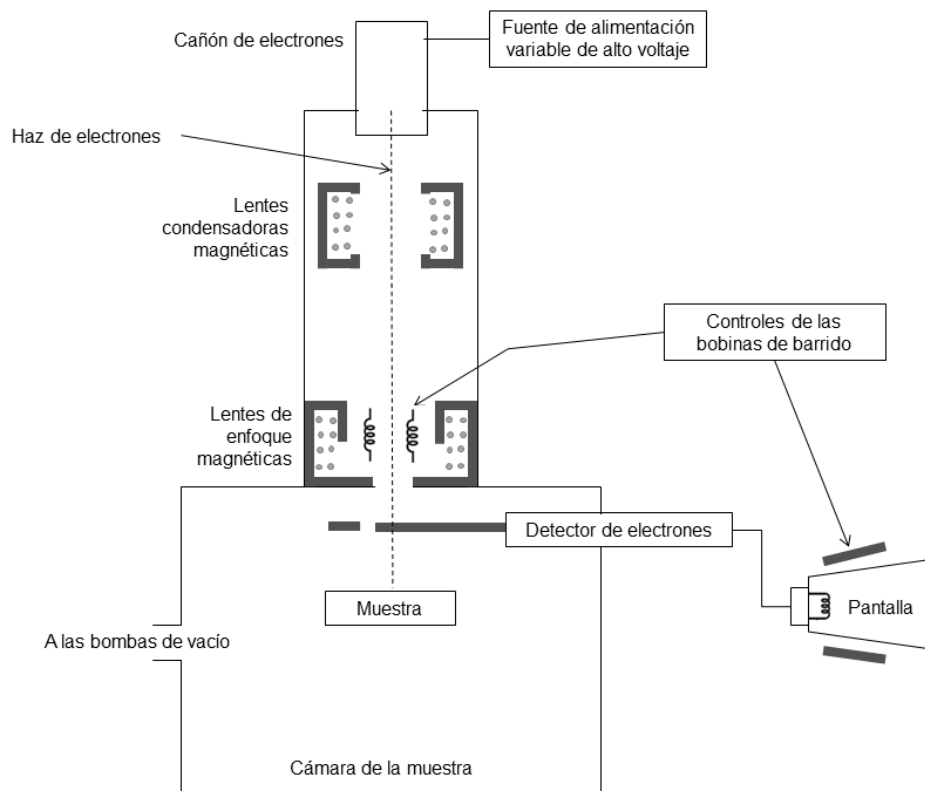 Cañón de electrones
Fuente de alimentación
variable de alto voltaje
Haz de electrones
Lentes
condensadoras
magnéticas
Controles de las
bobinas de barrido
Lentes de
enfoque
magnéticas
Detector de electrones
Muestra
Pantalla
A las bombas de vacío
Cámara de la muestra